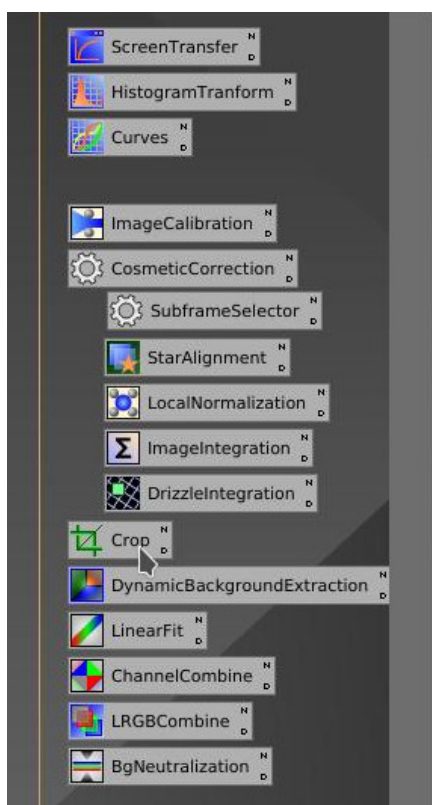 ScreenTransfer N D
HistogramTranform N D
Curves N D
ImageCalibration N D
CosmeticCorrection N D
SubframeSelector N D
StarAlignment N D
LocalNormalization N D
Σ ImageIntegration N D
DrizzleIntegration N D
Crop N D
DynamicBackgroundExtraction N D
LinearFit N D
ChannelCombine N D
LRGBCombine N D
BgNeutralization N D